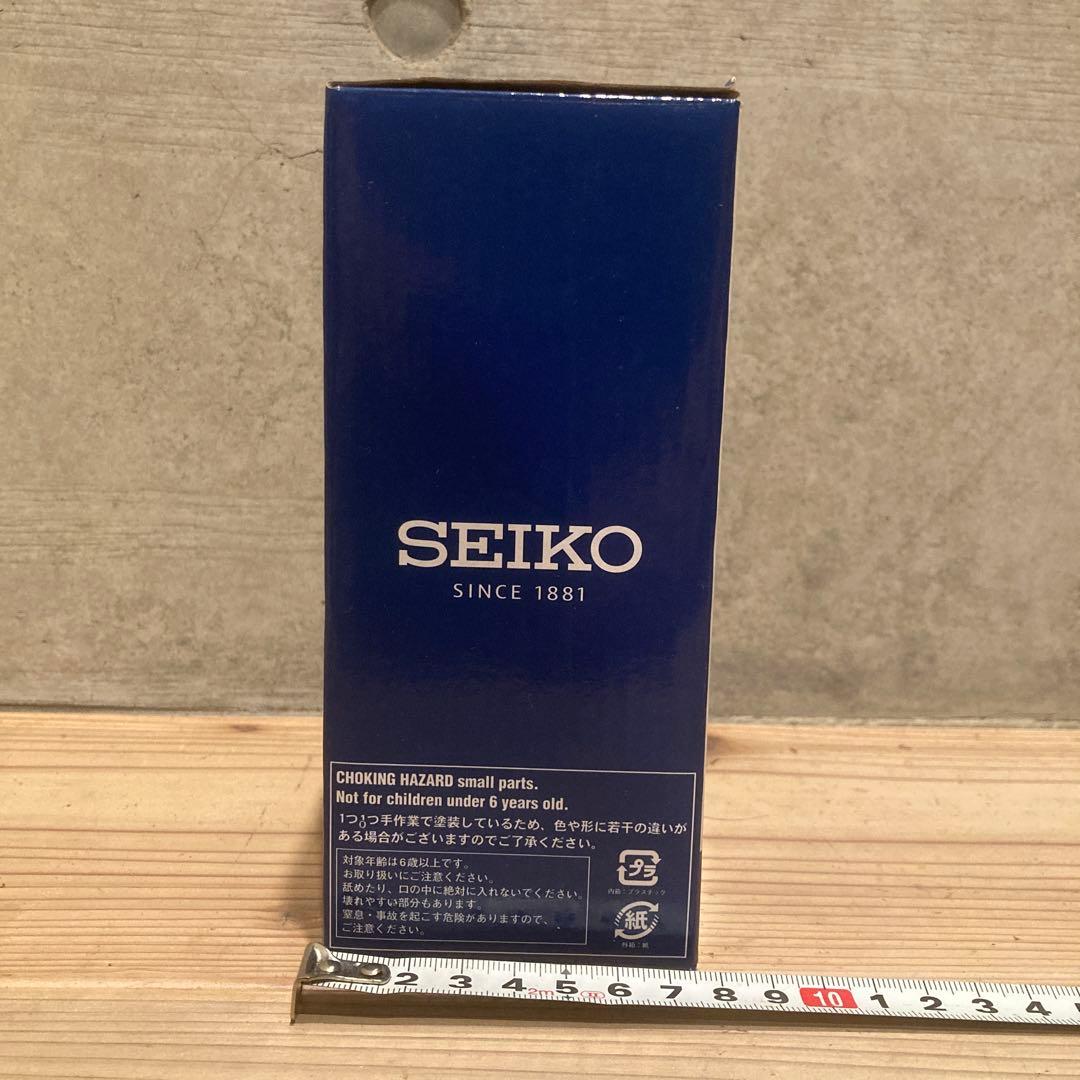 SEIKO
SINCE 1881
CHOKING HAZARD small parts.
Not for children under 6 years old.
1つ1つ手作業で塗装しているため、色や形に若干の違いが
ある場合がございますのでご了承ください。
対象年齢は6歳以上です。
お取り扱いにご注意ください。
舐めたり、口の中に絶対に入れないでください。
壊れやすい部分もあります。
窒息・事故を起こす危険がありますので、
ご注意ください。
プラ
内箱：プラスチック
紙
外箱：紙
2 3 4 5 6 7 8 9 10 1 2 3 4
2m